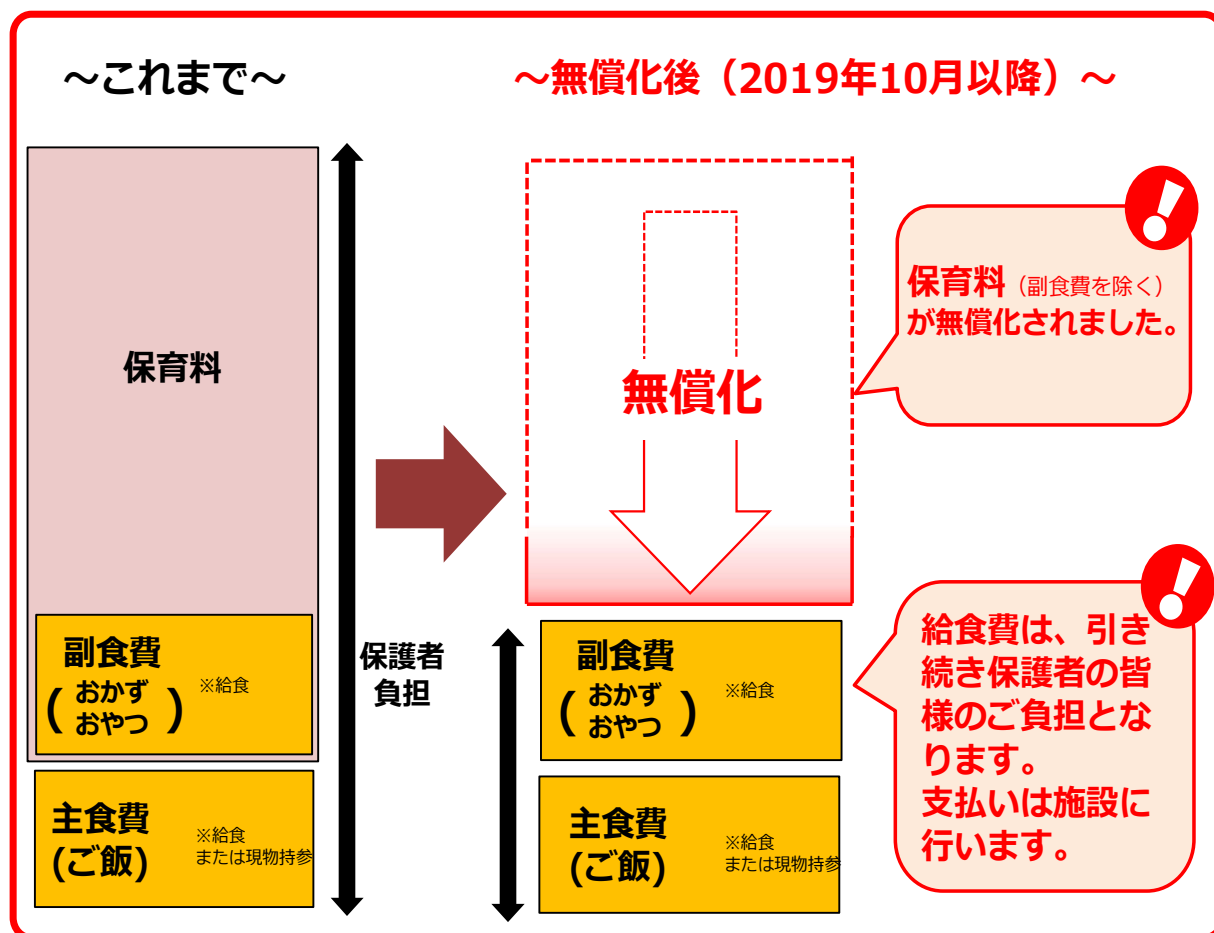 ～これまで～
～無償化後（2019年10月以降）～
保育料
副食費
(おかず
おやつ)
※給食
主食費
(ご飯)
※給食
または現物持参
保護者
負担
無償化
副食費
(おかず
おやつ)
※給食
主食費
(ご飯)
※給食
または現物持参
保育料（副食費を除く）
が無償化されました。
給食費は、引き
続き保護者の皆
様のご負担とな
ります。
支払いは施設に
行います。